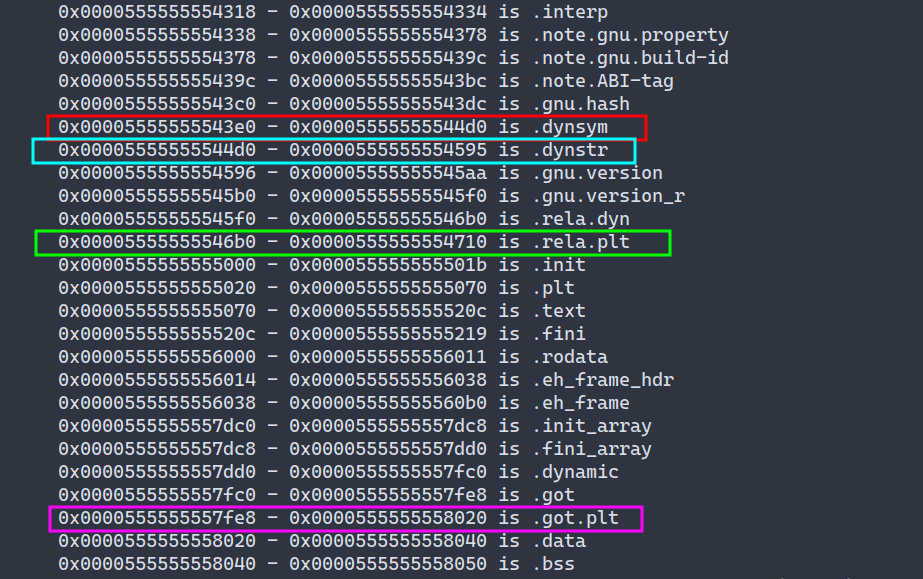 0x0000555555554318 - 0x0000555555554334 is .interp
0x0000555555554338 - 0x0000555555554378 is .note.gnu.property
0x0000555555554378 - 0x000055555555439c is .note.gnu.build-id
0x000055555555439c - 0x00005555555543bc is .note.ABI-tag
0x00005555555543c0 - 0x00005555555543dc is .gnu.hash
0x00005555555543e0 - 0x00005555555544d0 is .dynsym
0x00005555555544d0 - 0x0000555555554595 is .dynstr
0x0000555555554596 - 0x00005555555545aa is .gnu.version
0x00005555555545b0 - 0x00005555555545f0 is .gnu.version_r
0x00005555555545f0 - 0x00005555555546b0 is .rela.dyn
0x00005555555546b0 - 0x0000555555554710 is .rela.plt
0x0000555555555000 - 0x000055555555501b is .init
0x0000555555555020 - 0x0000555555555070 is .plt
0x0000555555555070 - 0x000055555555520c is .text
0x000055555555520c - 0x0000555555555219 is .fini
0x0000555555556000 - 0x0000555555556011 is .rodata
0x0000555555556014 - 0x0000555555556038 is .eh_frame_hdr
0x0000555555556038 - 0x00005555555560b0 is .eh_frame
0x0000555555557dc0 - 0x0000555555557dc8 is .init_array
0x0000555555557dc8 - 0x0000555555557dd0 is .fini_array
0x0000555555557dd0 - 0x0000555555557fc0 is .dynamic
0x0000555555557fc0 - 0x0000555555557fe8 is .got
0x0000555555557fe8 - 0x0000555555558020 is .got.plt
0x0000555555558020 - 0x0000555555558040 is .data
0x0000555555558040 - 0x0000555555558050 is .bss